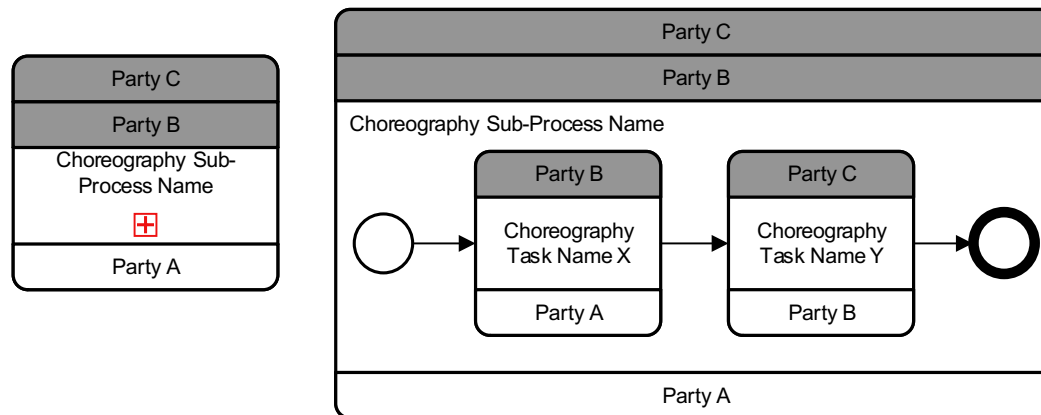 Party C
Party B
Choreography Sub-
Process Name
Party A
Party C
Party B
Choreography Sub-Process Name
Party B
Choreography
Task Name X
Party A
Party C
Choreography
Task Name Y
Party B
Party A